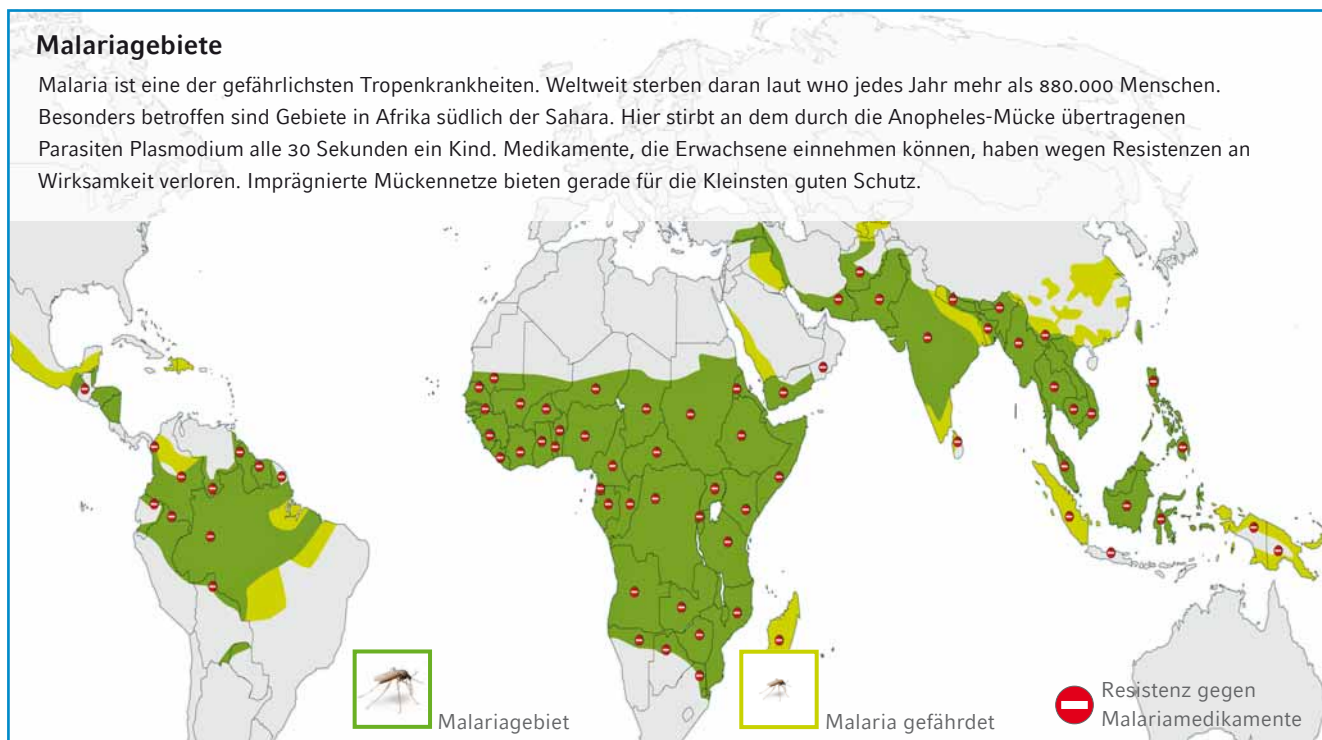 Malariagebiete
Malaria ist eine der gefährlichsten Tropenkrankheiten. Weltweit sterben daran laut WHO jedes Jahr mehr als 880.000 Menschen.
Besonders betroffen sind Gebiete in Afrika südlich der Sahara. Hier stirbt an dem durch die Anopheles-Mücke übertragenen
Parasiten Plasmodium alle 30 Sekunden ein Kind. Medikamente, die Erwachsene einnehmen können, haben wegen Resistenzen an
Wirksamkeit verloren. Imprägnierte Mückennetze bieten gerade für die Kleinsten guten Schutz.
Malariagebiet
Malaria gefährdet
Resistenz gegen
Malariamedikamente